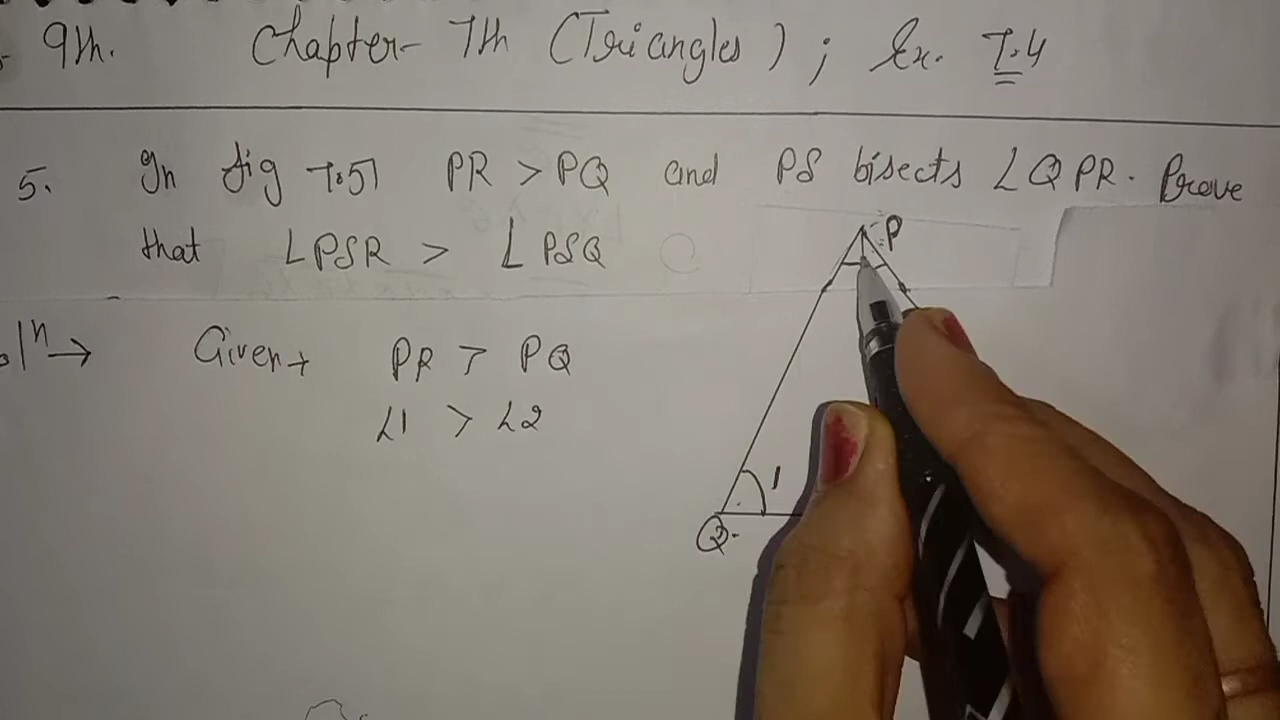 9th. Chapter- 7th (Triangles) ; Ex. 7.4
5. In fig 7.51 PR > PQ and PS bisects ∠QPR. Prove
that ∠PSR > ∠PSQ
P
Given → PR > PQ
∠1 > ∠2
1
Q